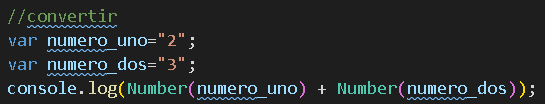 //convertir
var numero_uno="2";
var numero_dos="3";
console.log(Number(numero_uno) + Number(numero_dos));